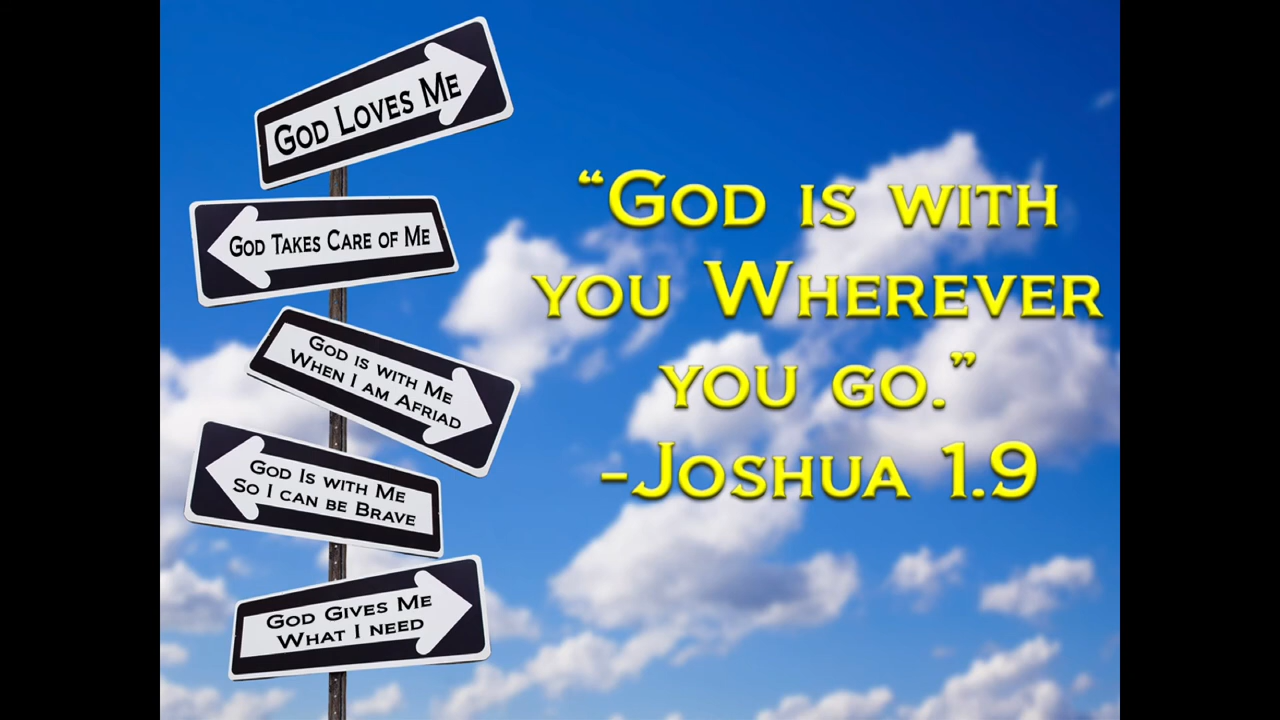 God Loves Me
God Takes Care of Me
God is with Me
When I am Afriad
God Is with Me
So I can be Brave
God Gives Me
What I need
“God is with
you Wherever
you go.”
-Joshua 1.9